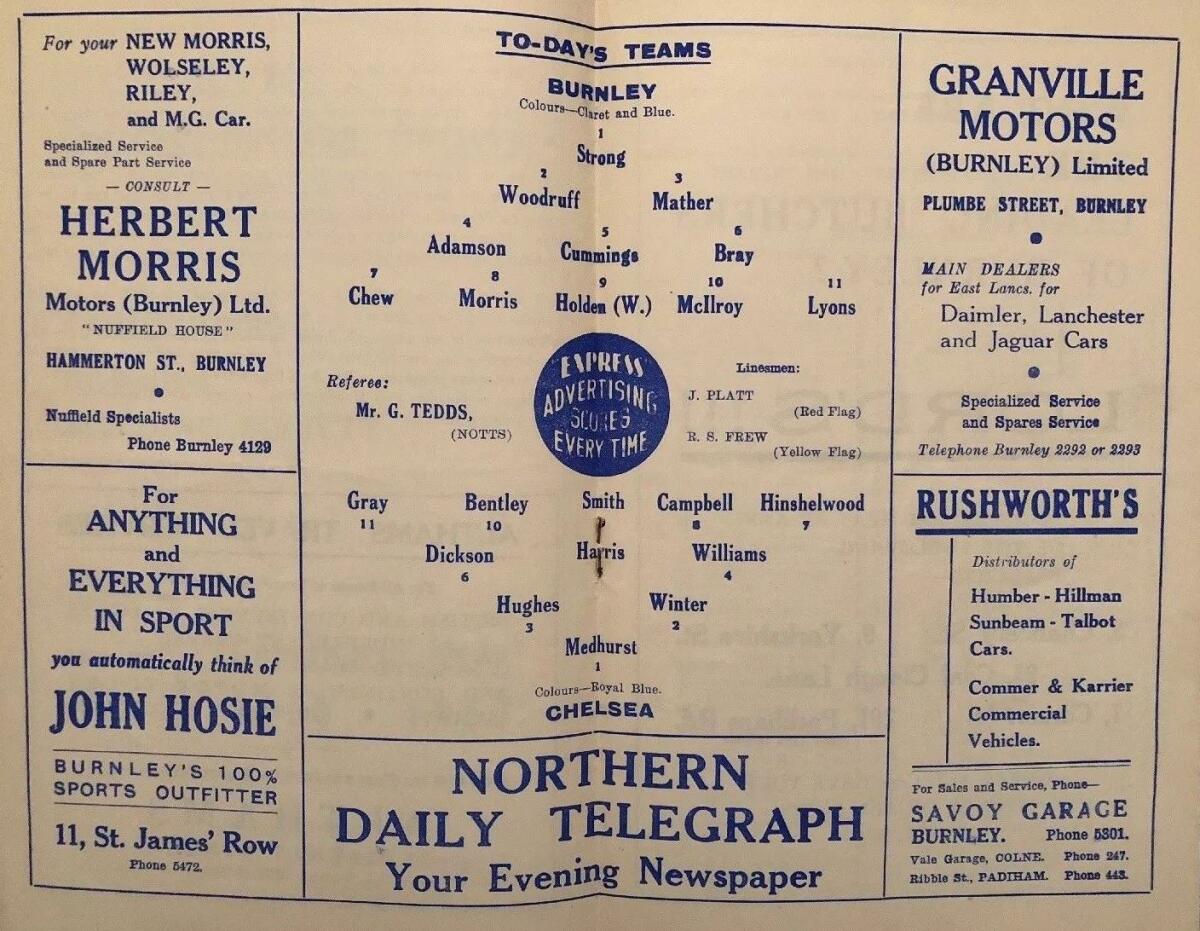 For your NEW MORRIS,
WOLSELEY,
RILEY,
and M.G. Car.
Specialized Service
and Spare Part Service
— CONSULT —
HERBERT
MORRIS
Motors (Burnley) Ltd.
"NUFFIELD HOUSE"
HAMMERTON ST., BURNLEY
Nuffield Specialists
Phone Burnley 4129
For
ANYTHING
and
EVERYTHING
IN SPORT
you automatically think of
JOHN HOSIE
BURNLEY'S 100%
SPORTS OUTFITTER
11, St. James' Row
Phone 5472.
TO-DAY'S TEAMS
BURNLEY
Colours—Claret and Blue.
1
Strong
2 3
Woodruff Mather
4 5 6
Adamson Cummings Bray
7 8 9 10 11
Chew Morris Holden (W.) McIlroy Lyons
"EXPRESS"
ADVERTISING
SCORES
EVERY TIME
Referee:
Mr. G. TEDDS,
(NOTTS)
Linesmen:
J. PLATT
(Red Flag)
R. S. FREW
(Yellow Flag)
Gray Bentley Smith Campbell Hinshelwood
11 10 8 7
Dickson Harris Williams
6 4
Hughes Winter
3 2
Medhurst
1
Colours—Royal Blue.
CHELSEA
NORTHERN
DAILY TELEGRAPH
Your Evening Newspaper
GRANVILLE
MOTORS
(BURNLEY) Limited
PLUMBE STREET, BURNLEY
MAIN DEALERS
for East Lancs. for
Daimler, Lanchester
and Jaguar Cars
Specialized Service
and Spares Service
Telephone Burnley 2292 or 2293
RUSHWORTH'S
Distributors of
Humber - Hillman
Sunbeam - Talbot
Cars.
Commer & Karrier
Commercial
Vehicles.
For Sales and Service, Phone—
SAVOY GARAGE
BURNLEY. Phone 5301.
Vale Garage, COLNE. Phone 247.
Ribble St., PADIHAM. Phone 443.